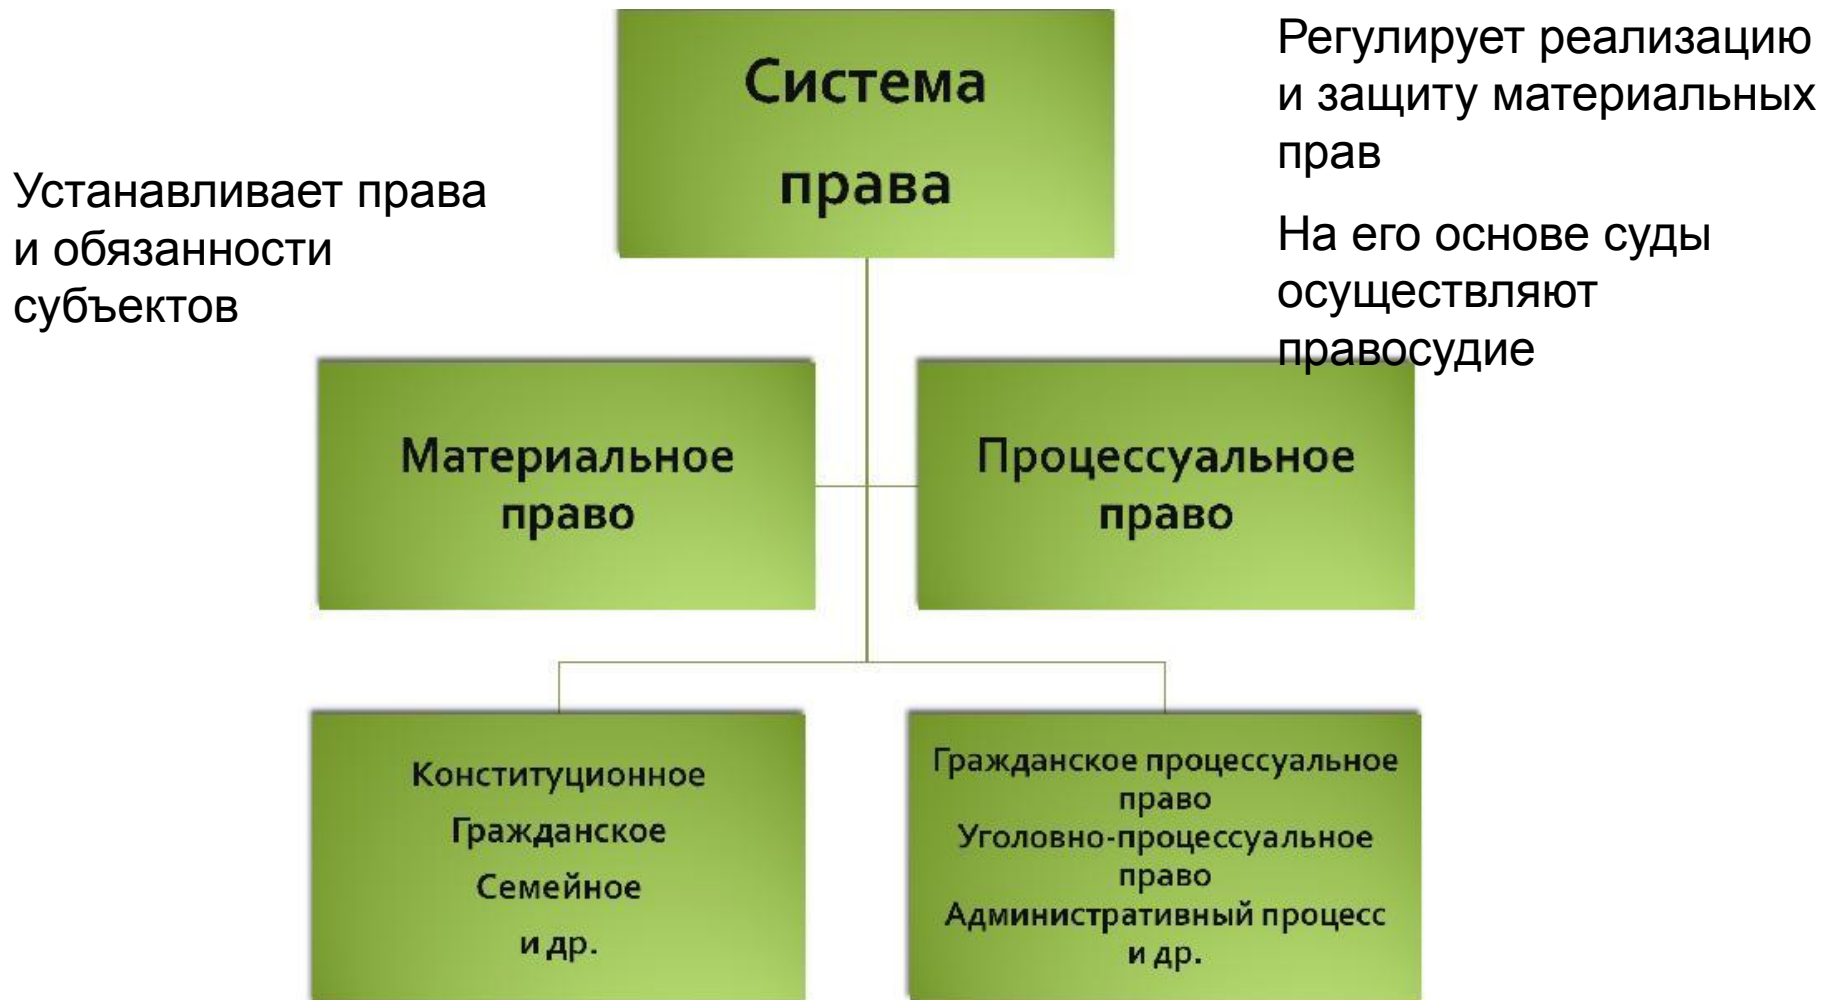 Система
права
Устанавливает права
и обязанности
субъектов
Регулирует реализацию
и защиту материальных
прав
На его основе суды
осуществляют
правосудие
Материальное
право
Процессуальное
право
Конституционное
Гражданское
Семейное
и др.
Гражданское процессуальное
право
Уголовно-процессуальное
право
Административный процесс
и др.